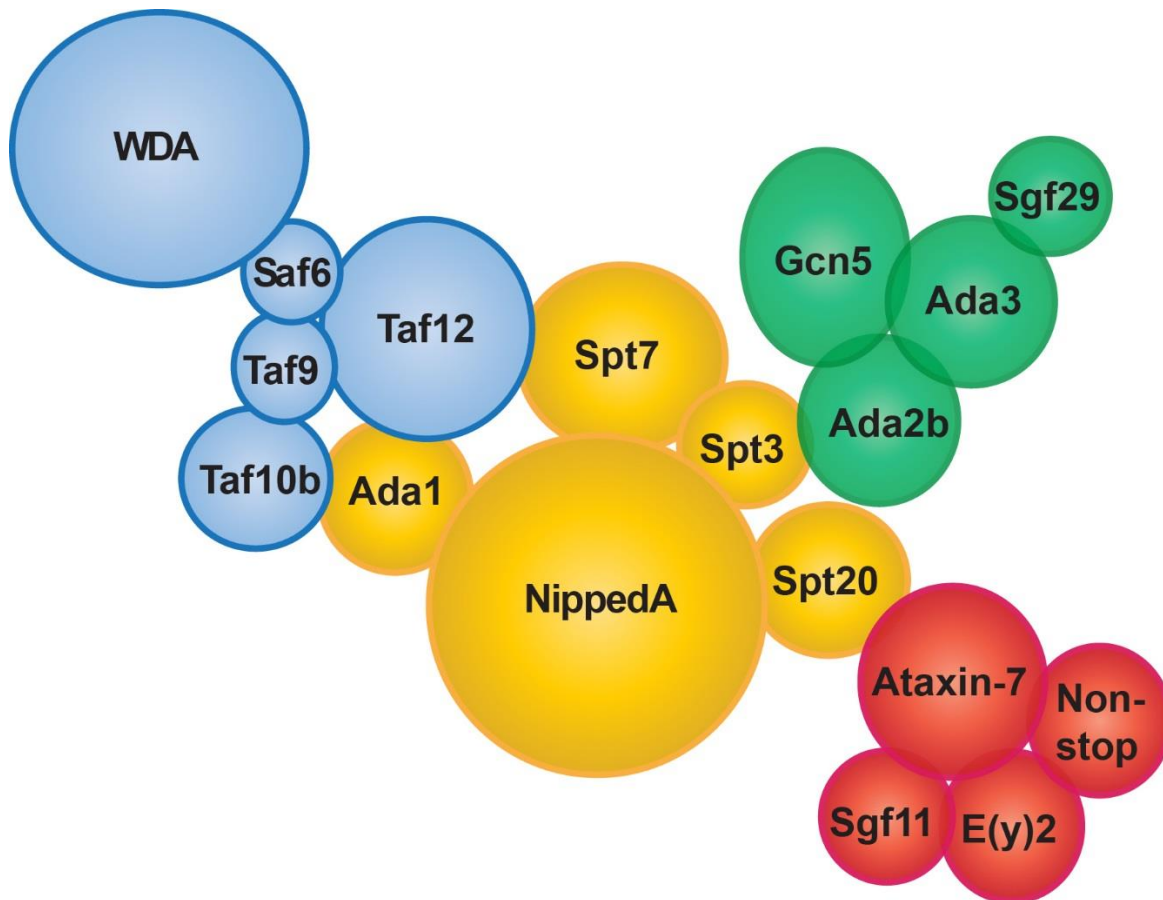 WDA
Sgf29
Saf6
Gcn5
Ada3
Taf12
Taf9
Spt7
Ada2b
Spt3
Taf10b
Ada1
Spt20
NippedA
Ataxin-7
Non-
stop
Sgf11
E(y)2